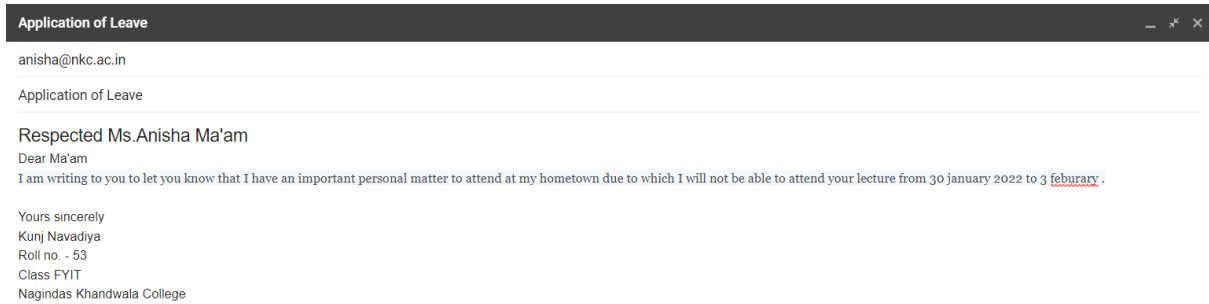 Application of Leave
anisha@nkc.ac.in
Application of Leave
Respected Ms.Anisha Ma'am
Dear Ma'am
I am writing to you to let you know that I have an important personal matter to attend at my hometown due to which I will not be able to attend your lecture from 30 january 2022 to 3 feburary .
Yours sincerely
Kunj Navadiya
Roll no. - 53
Class FYIT
Nagindas Khandwala College